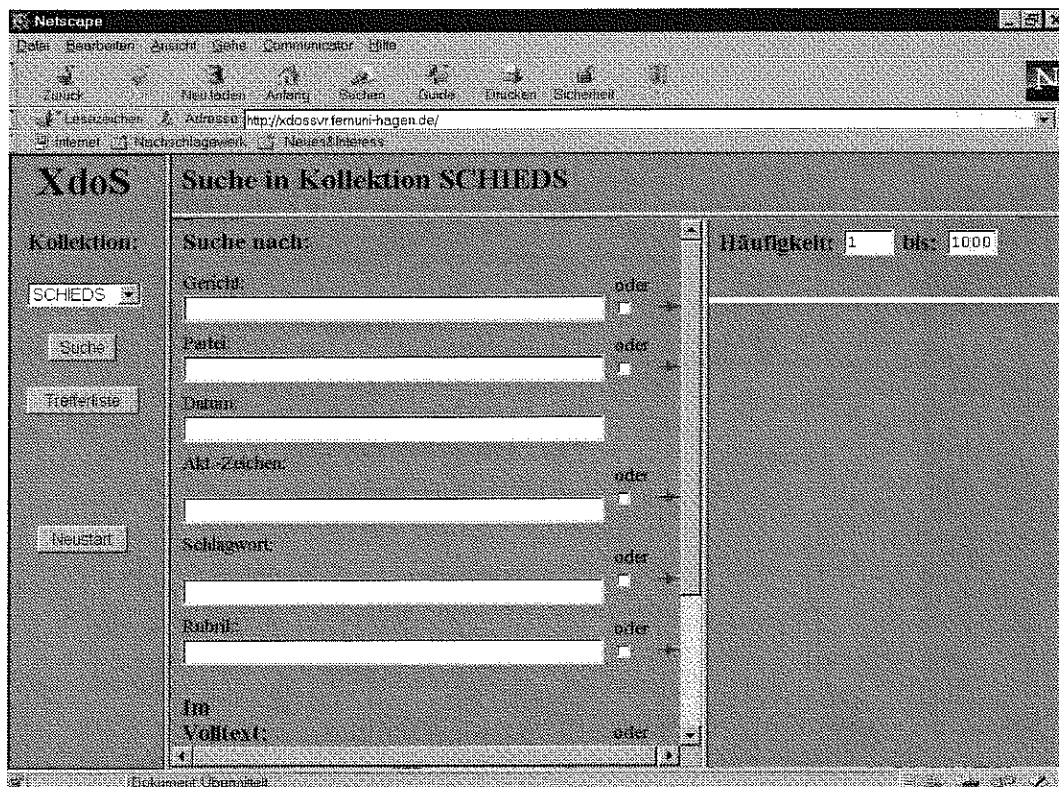 Netscape
Datei Bearbeiten Ansicht Gehe Communicator Hilfe
Zurück Neu laden Anfang Suchen Guide Drucken Sicherheit
Lesezeichen Adresse http://xdossvr.fernuni-hagen.de/
Internet Nachschlagewerk Neues&Interess
XdoS
Suche in Kollektion SCHIEDS
Kollektion:
SCHIEDS
Suche
Trefferliste
Neustart
Suche nach:
Gericht: oder
Partei: oder
Datum:
Akt.-Zeichen: oder
Schlagwort: oder
Rubrik: oder
Im
Volltext: oder
Häufigkeit: 1 bis: 1000
Dokument Übermittelt